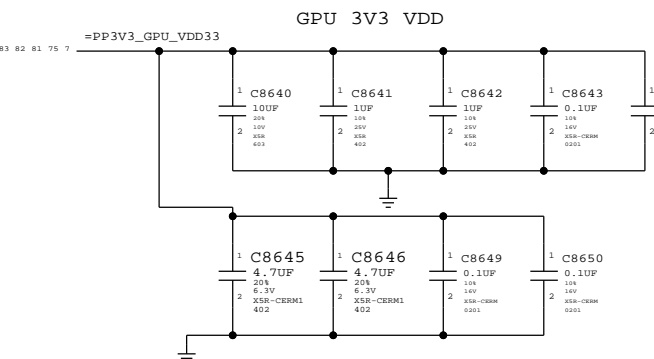 GPU 3V3 VDD
=PP3V3_GPU_VDD33
83 82 81 75 7
1
C8640
10UF
20%
10V
X5R
603
2
1
C8641
1UF
10%
25V
X5R
402
2
1
C8642
1UF
10%
25V
X5R
402
2
1
C8643
0.1UF
10%
16V
X5R-CERM
0201
2
1
2
1
C8645
4.7UF
20%
6.3V
X5R-CERM1
402
2
1
C8646
4.7UF
20%
6.3V
X5R-CERM1
402
2
1
C8649
0.1UF
10%
16V
X5R-CERM
0201
2
1
C8650
0.1UF
10%
16V
X5R-CERM
0201
2